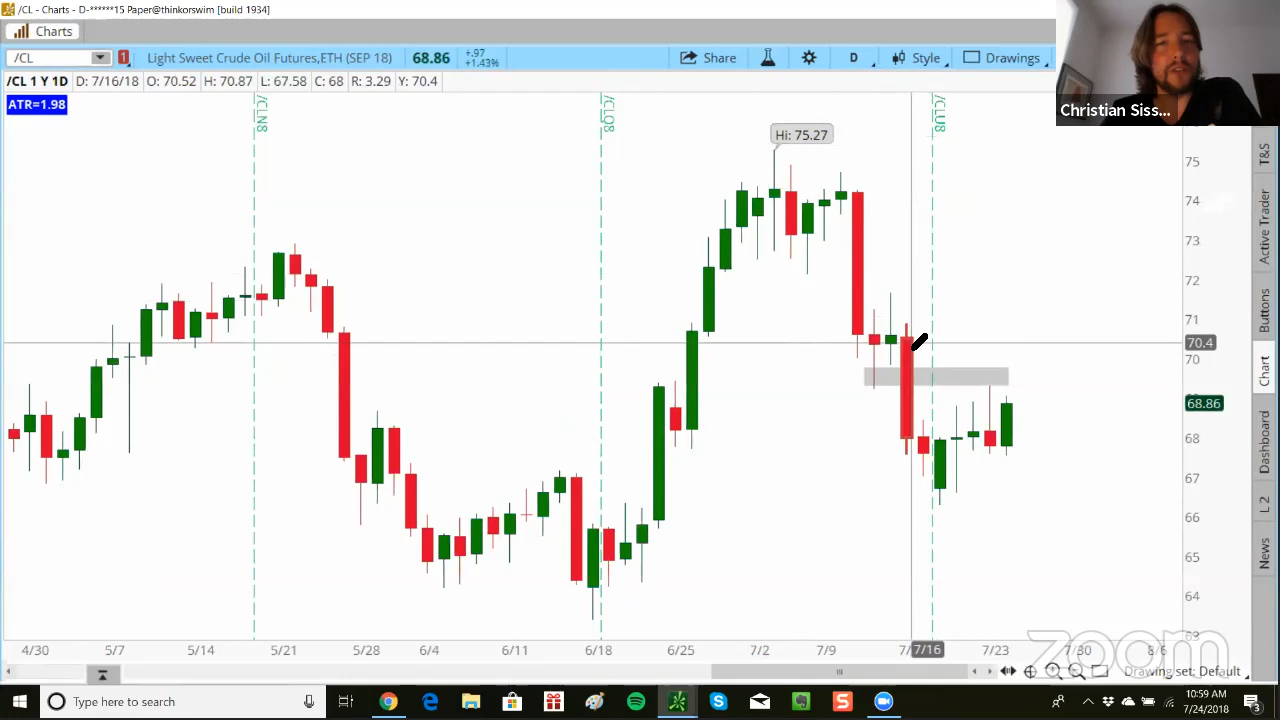 /CL - Charts - D-******15 Paper@thinkorswim [build 1934]
Charts
/CL 1 Light Sweet Crude Oil Futures,ETH (SEP 18) 68.86 +.97 +1.43% Share D Style Drawings
/CL 1 Y 1D D: 7/16/18 O: 70.52 H: 70.87 L: 67.58 C: 68 R: 3.29 Y: 70.4
ATR=1.98
Christian Siss...
/CLN8 /CLQ8 /CLU8
Hi: 75.27
75
74
73
72
71
70.4
70
68.86
68
67
66
65
64
T&S
Active Trader
Buttons
Chart
Dashboard
L 2
News
4/30 5/7 5/14 5/21 5/28 6/4 6/11 6/18 6/25 7/2 7/9 7/16 7/23 7/30 8/6
zoom
Drawing set: Default
Type here to search
10:59 AM
7/24/2018
3